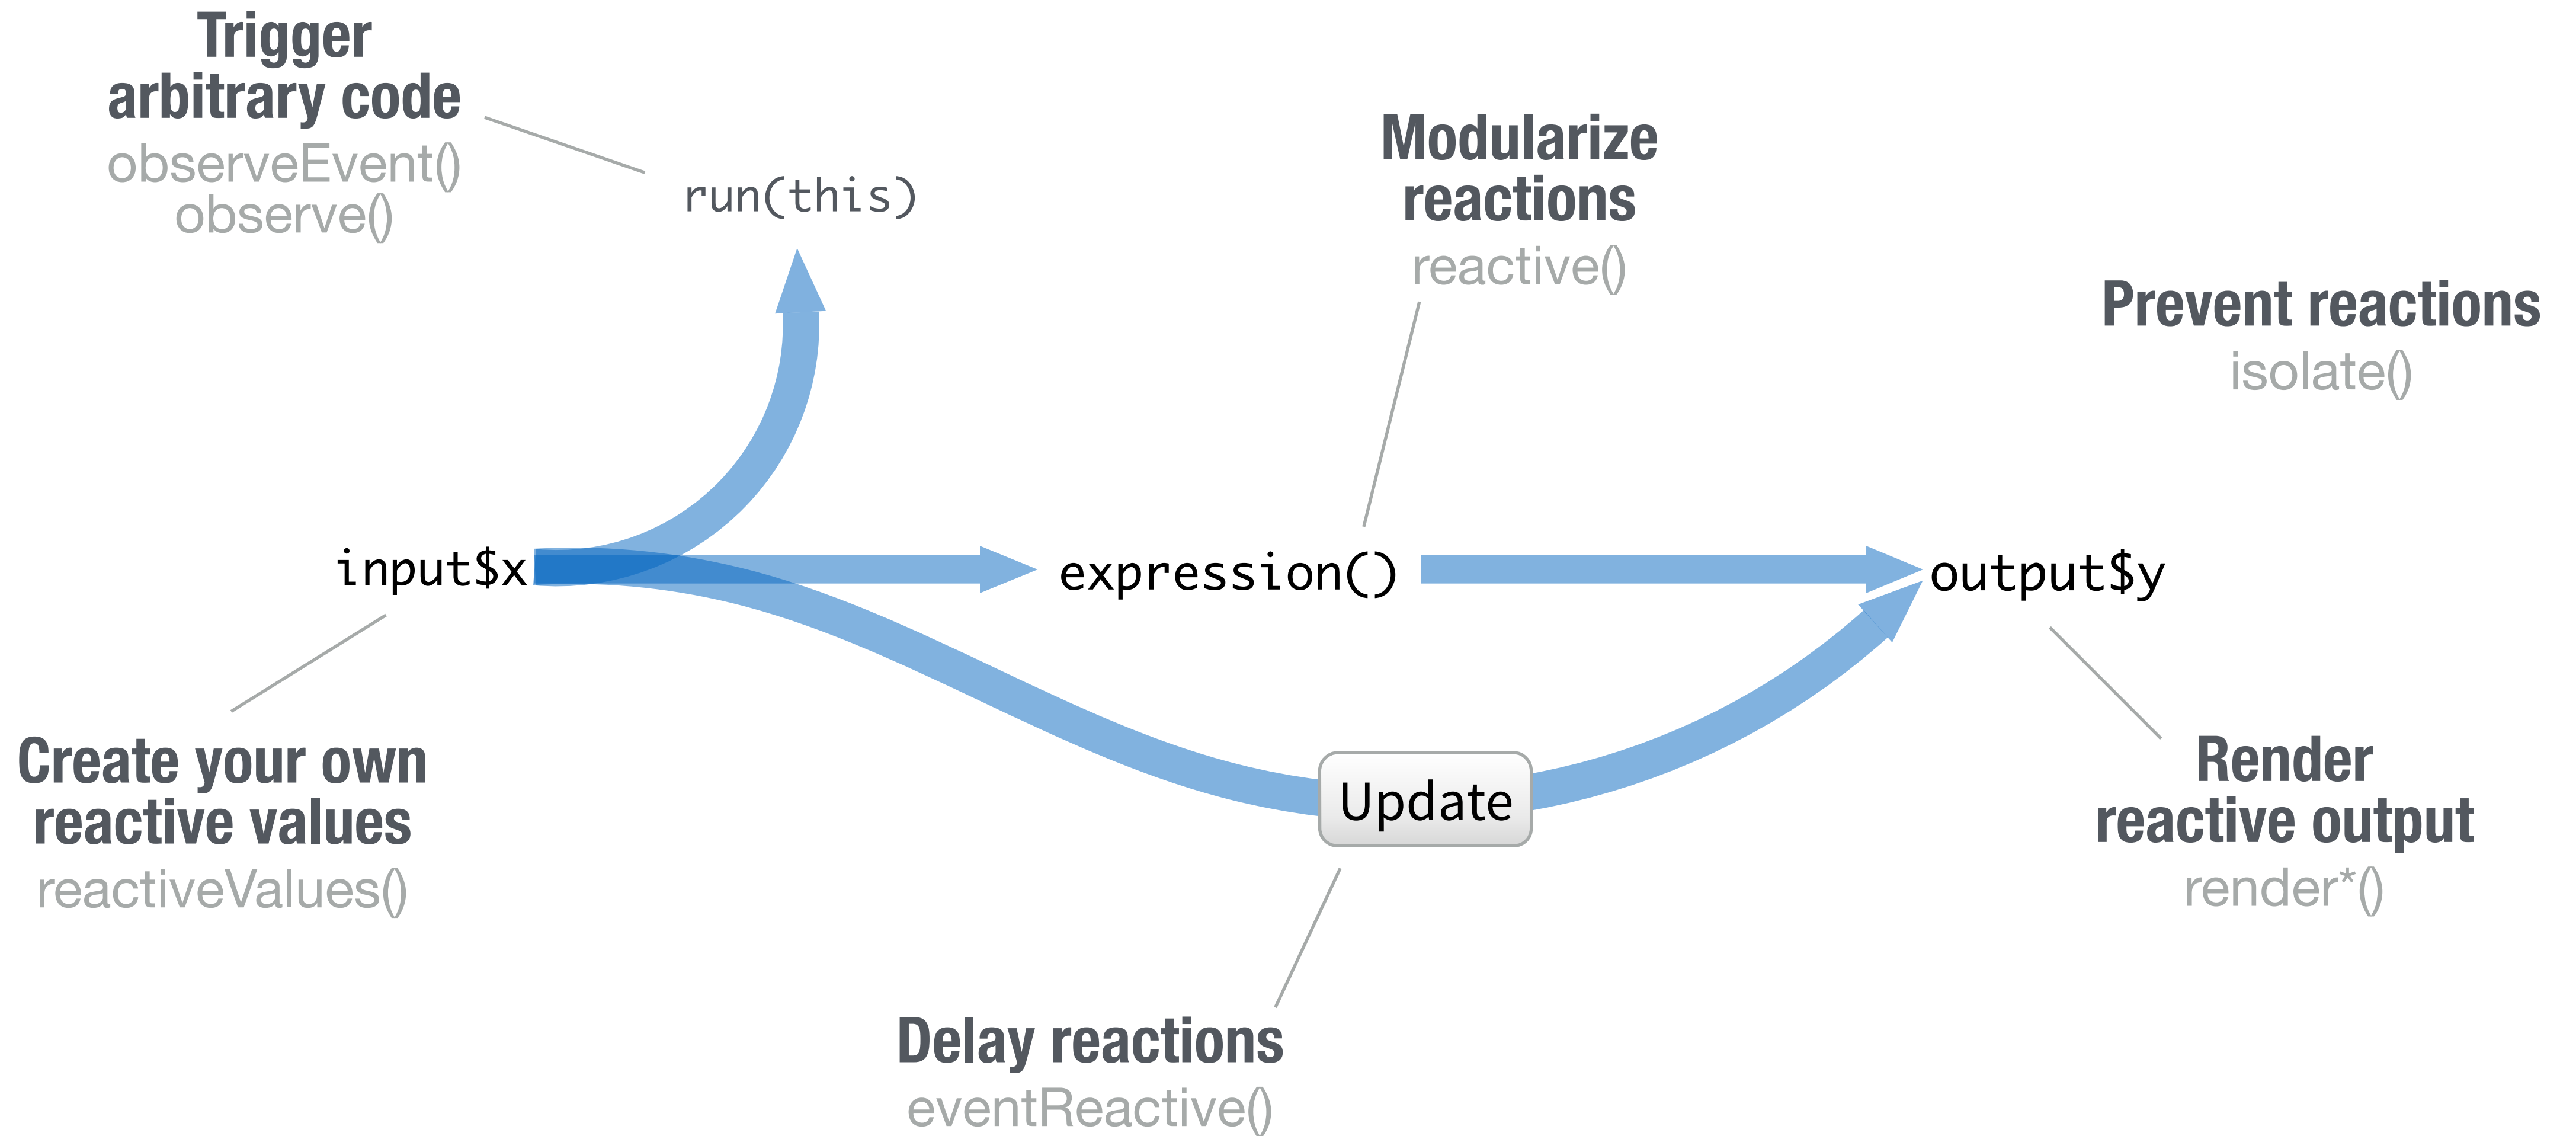 Trigger
arbitrary code
observeEvent()
observe()
run(this)
Modularize
reactions
reactive()
Prevent reactions
isolate()
input$x
expression()
output$y
Create your own
reactive values
reactiveValues()
Update
Render
reactive output
render*()
Delay reactions
eventReactive()